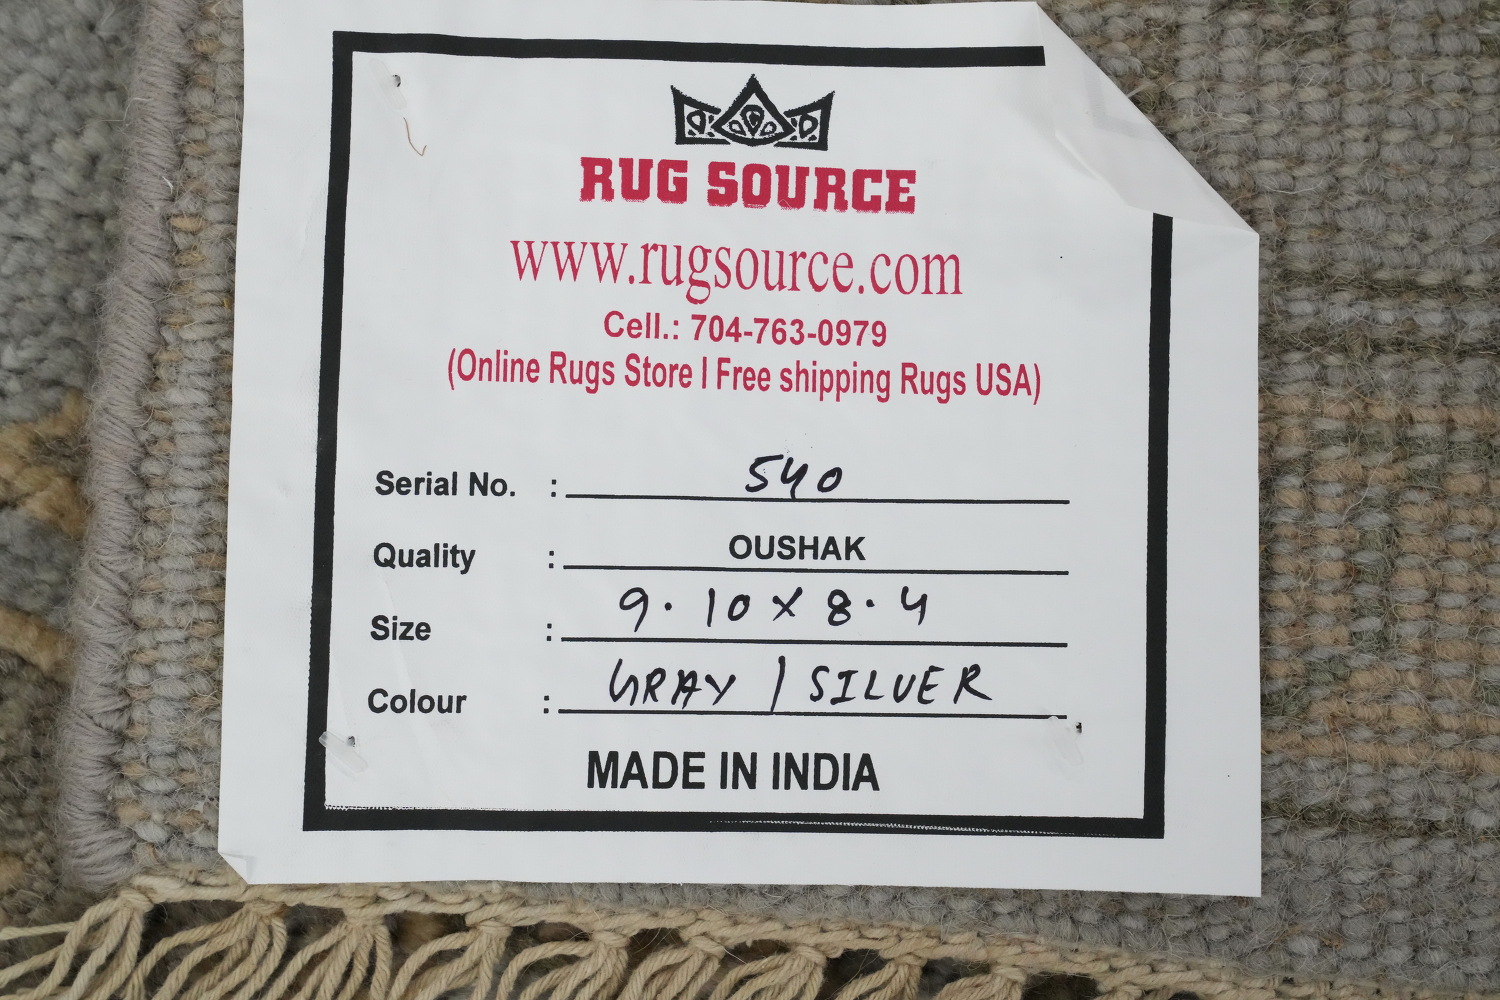 RUG SOURCE
www.rugsource.com
Cell.: 704-763-0979
(Online Rugs Store | Free shipping Rugs USA)
Serial No. : 540
Quality : OUSHAK
Size : 9.10 x 8.4
Colour : GRAY / SILVER
MADE IN INDIA